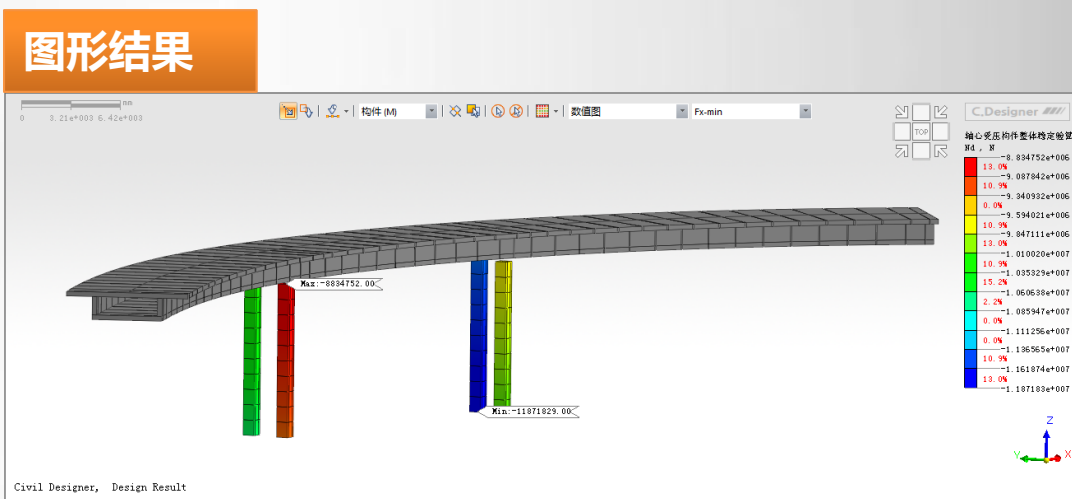 图形结果
mm
0 3.21e+003 6.42e+003
构件 (M)
数值图
Fx-min
TOP
C.Designer
轴心受压构件整体稳定验算
Nd , N
-8.834752e+006
13.0%
-9.087842e+006
10.9%
-9.340932e+006
0.0%
-9.594021e+006
10.9%
-9.847111e+006
13.0%
-1.010020e+007
10.9%
-1.035329e+007
15.2%
-1.060638e+007
2.2%
-1.085947e+007
0.0%
-1.111256e+007
0.0%
-1.136565e+007
10.9%
-1.161874e+007
13.0%
-1.187183e+007
Max:-8834752.00
Min:-11871829.00
Z
Y
X
Civil Designer, Design Result